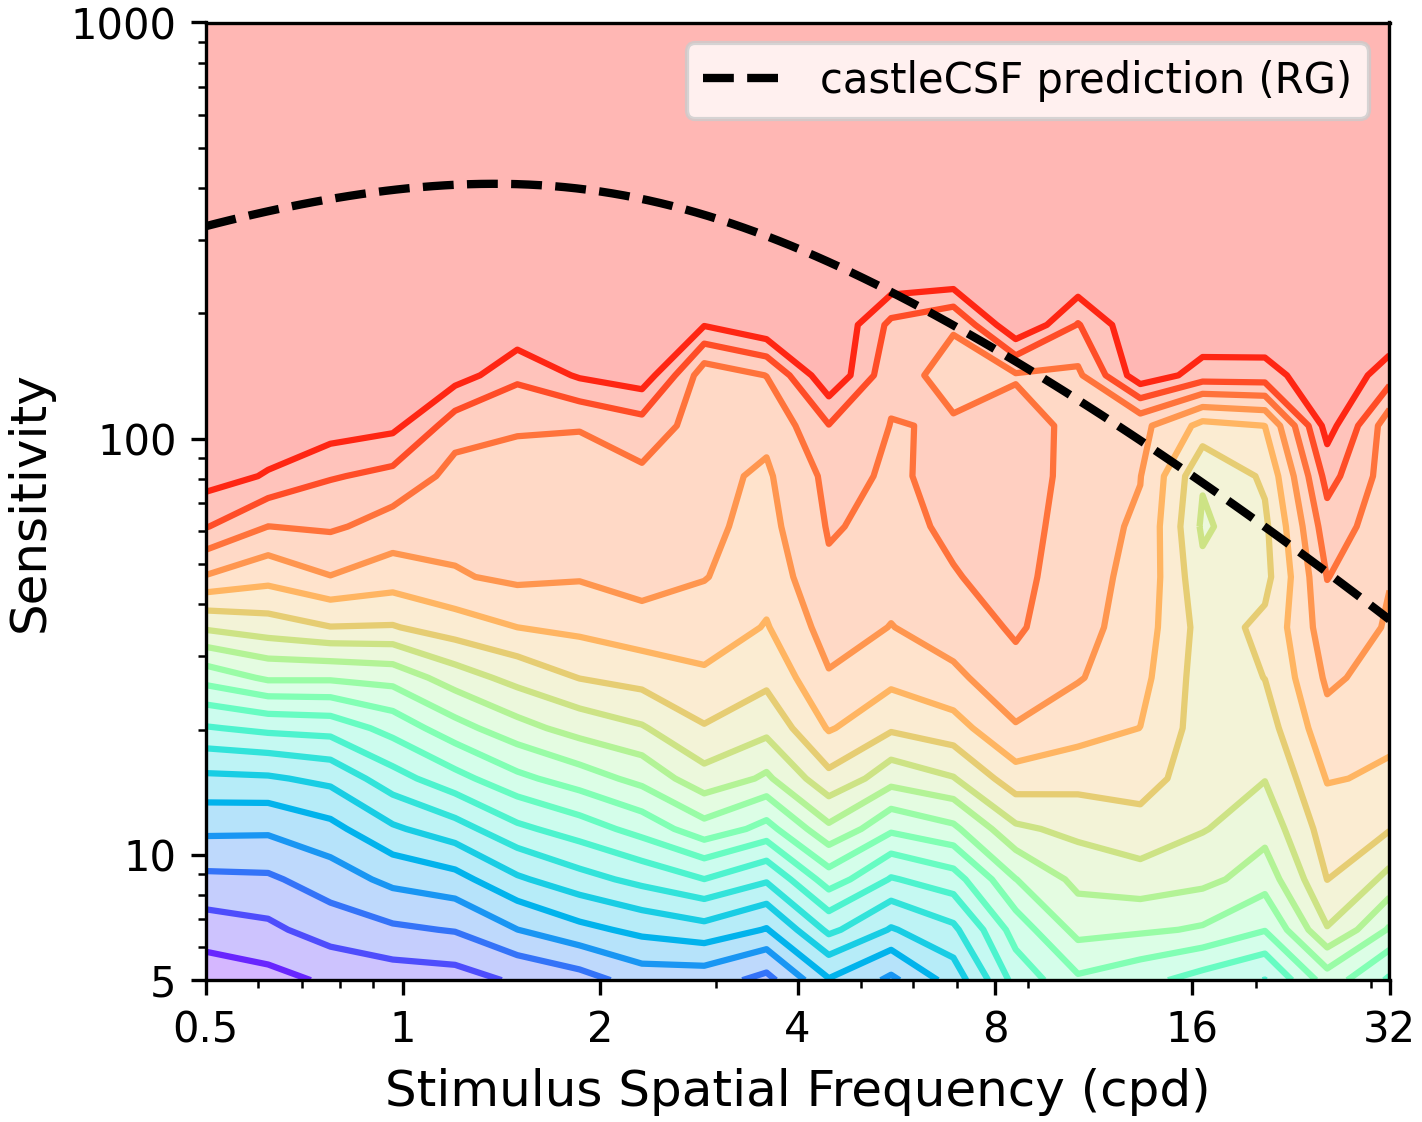 1000
castleCSF prediction (RG)
Sensitivity
100
10
5
0.5 1 2 4 8 16 32
Stimulus Spatial Frequency (cpd)